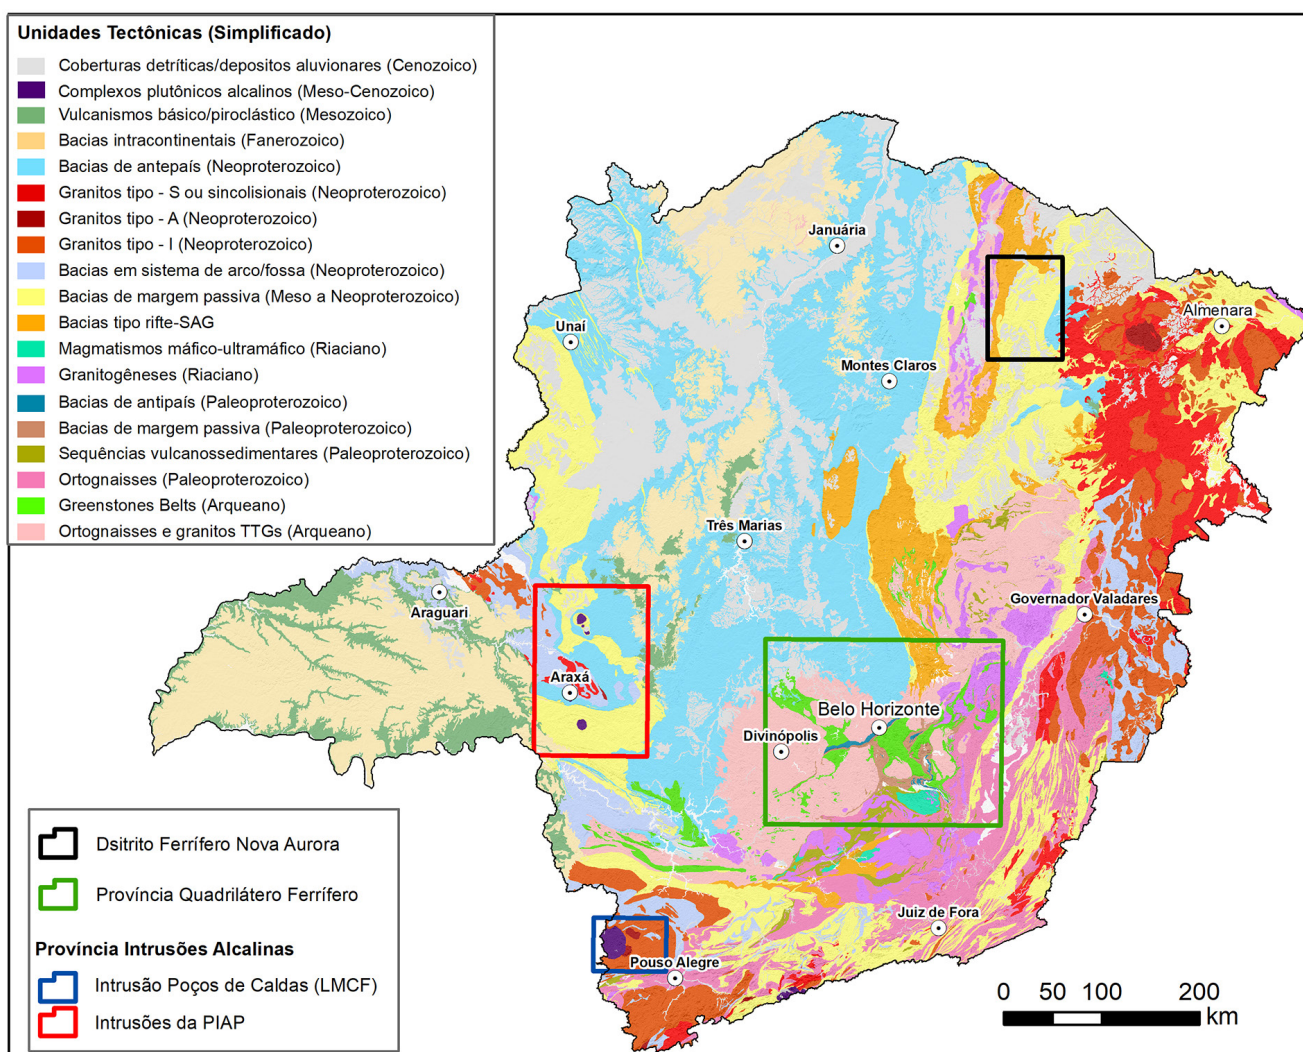 Unidades Tectônicas (Simplificado)
Coberturas detríticas/depositos aluvionares (Cenozoico)
Complexos plutônicos alcalinos (Meso-Cenozoico)
Vulcanismos básico/piroclástico (Mesozoico)
Bacias intracontinentais (Fanerozoico)
Bacias de antepaís (Neoproterozoico)
Granitos tipo - S ou sincolisionais (Neoproterozoico)
Granitos tipo - A (Neoproterozoico)
Granitos tipo - I (Neoproterozoico)
Bacias em sistema de arco/fossa (Neoproterozoico)
Bacias de margem passiva (Meso a Neoproterozoico)
Bacias tipo rifte-SAG
Magmatismos máfico-ultramáfico (Riaciano)
Granitogêneses (Riaciano)
Bacias de antipaís (Paleoproterozoico)
Bacias de margem passiva (Paleoproterozoico)
Sequências vulcanossedimentares (Paleoproterozoico)
Ortognaisses (Paleoproterozoico)
Greenstones Belts (Arqueano)
Ortognaisses e granitos TTGs (Arqueano)
Januária
Almenara
Unaí
Montes Claros
Três Marias
Araguari
Governador Valadares
Araxá
Belo Horizonte
Divinópolis
Juiz de Fora
Pouso Alegre
Dsitrito Ferrífero Nova Aurora
Província Quadrilátero Ferrífero
Província Intrusões Alcalinas
Intrusão Poços de Caldas (LMCF)
Intrusões da PIAP
0 50 100 200
km